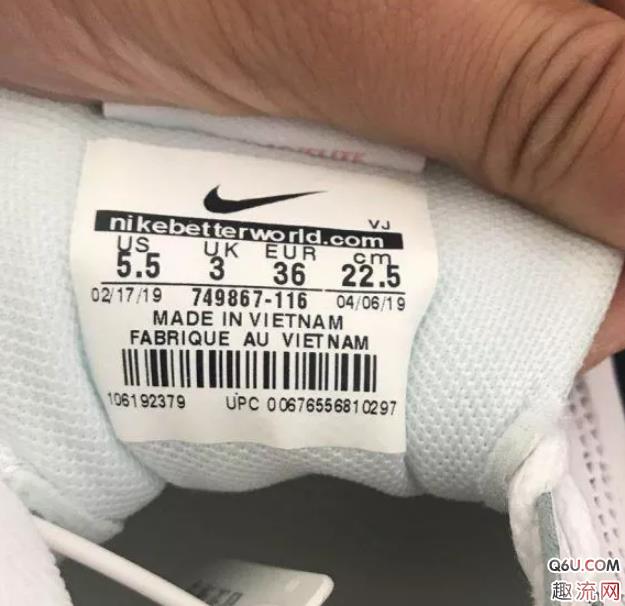 VJ
nikebetterworld.com
US UK EUR cm
5.5 3 36 22.5
02/17/19 749867-116 04/06/19
MADE IN VIETNAM
FABRIQUE AU VIETNAM
106192379 UPC 00676556810297
Q6U.COM
趣流网